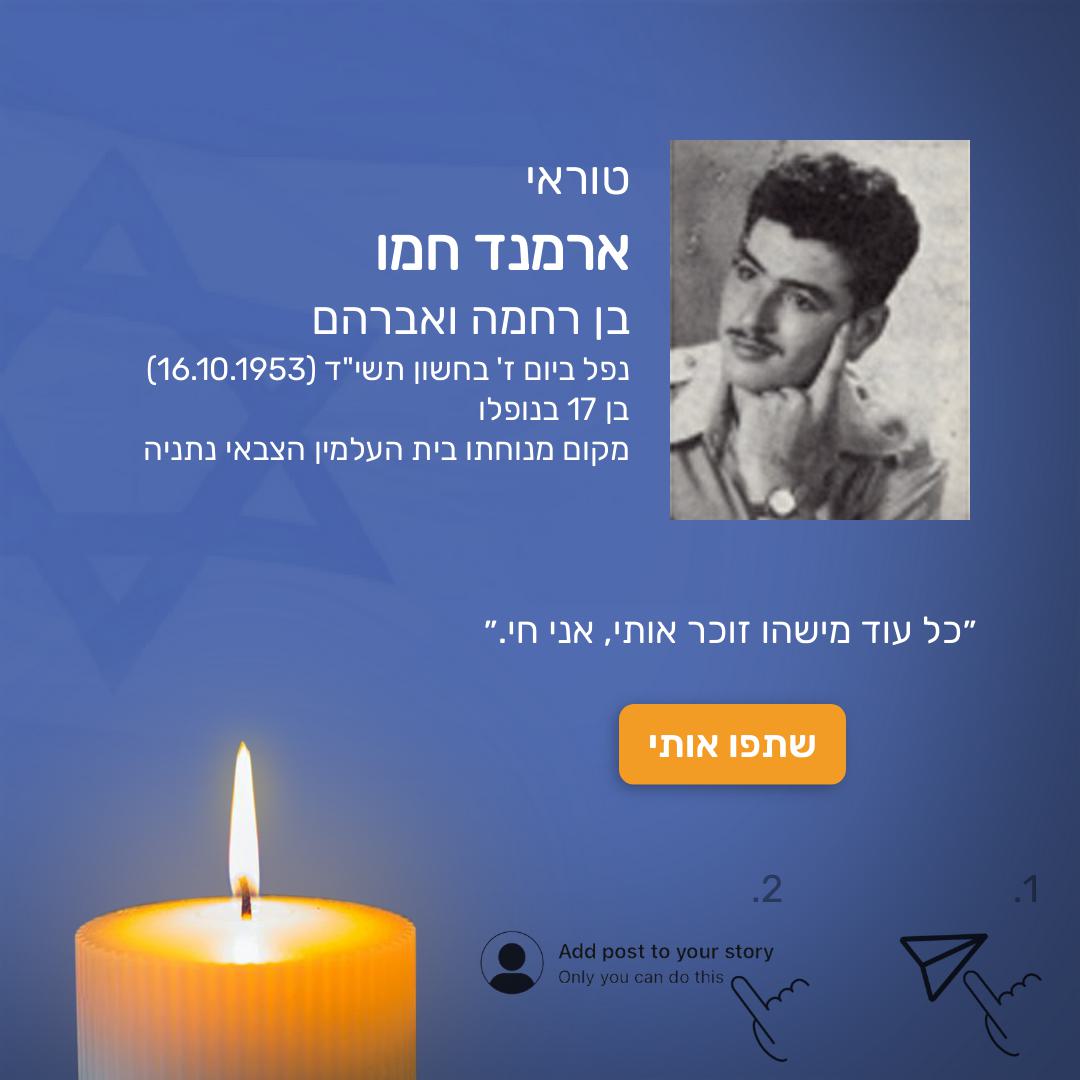 טוראי
ארמנד חמו
בן רחמה ואברהם
נפל ביום ז' בחשון תשי"ד (16.10.1953)
בן 17 בנופלו
מקום מנוחתו בית העלמין הצבאי נתניה
״כל עוד מישהו זוכר אותי, אני חי.״
שתפו אותי
.1
.2
Add post to your story
Only you can do this